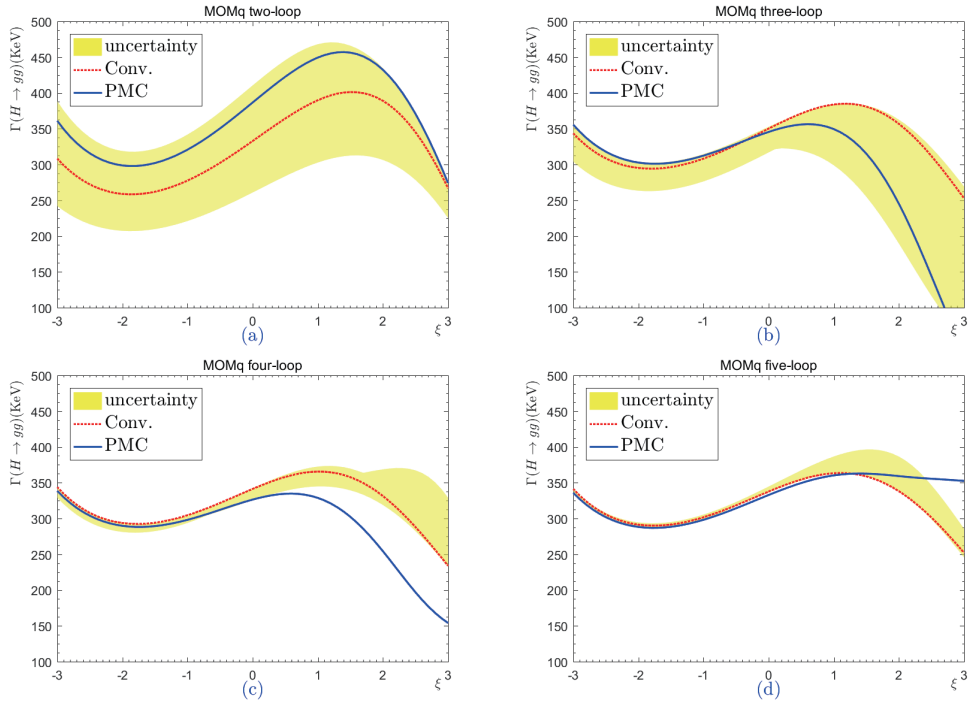 MOMq two-loop
Γ(H → gg)(KeV)
500
450
400
350
300
250
200
150
100
uncertainty
Conv.
PMC
-3 -2 -1 0 1 2 ξ 3
(a)
MOMq three-loop
Γ(H → gg)(KeV)
500
450
400
350
300
250
200
150
100
uncertainty
Conv.
PMC
-3 -2 -1 0 1 2 ξ 3
(b)
MOMq four-loop
Γ(H → gg)(KeV)
500
450
400
350
300
250
200
150
100
uncertainty
Conv.
PMC
-3 -2 -1 0 1 2 ξ 3
(c)
MOMq five-loop
Γ(H → gg)(KeV)
500
450
400
350
300
250
200
150
100
uncertainty
Conv.
PMC
-3 -2 -1 0 1 2 ξ 3
(d)